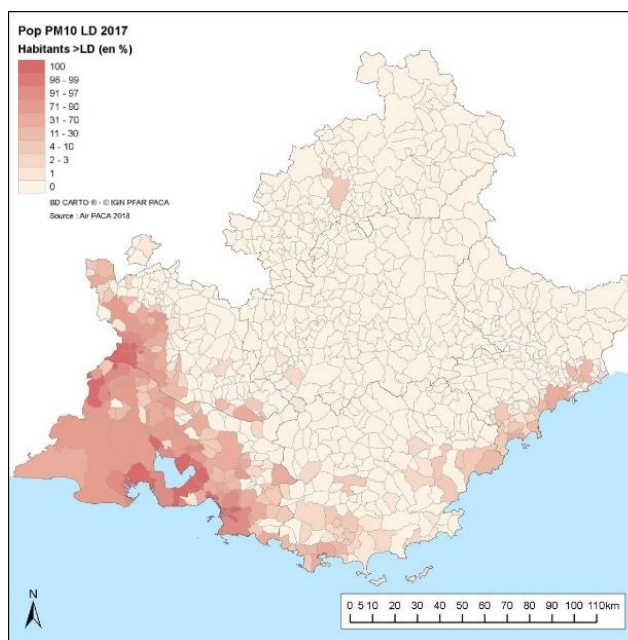 Pop PM10 LD 2017
Habitants >LD (en %)
100
98 - 99
91 - 97
71 - 90
31 - 70
11 - 30
4 - 10
2 - 3
1
0
BD CARTO ® - © IGN PFAR PACA
Source : Air PACA 2018
N
0 5 10 20 30 40 50 60 70 80 90 100 110km